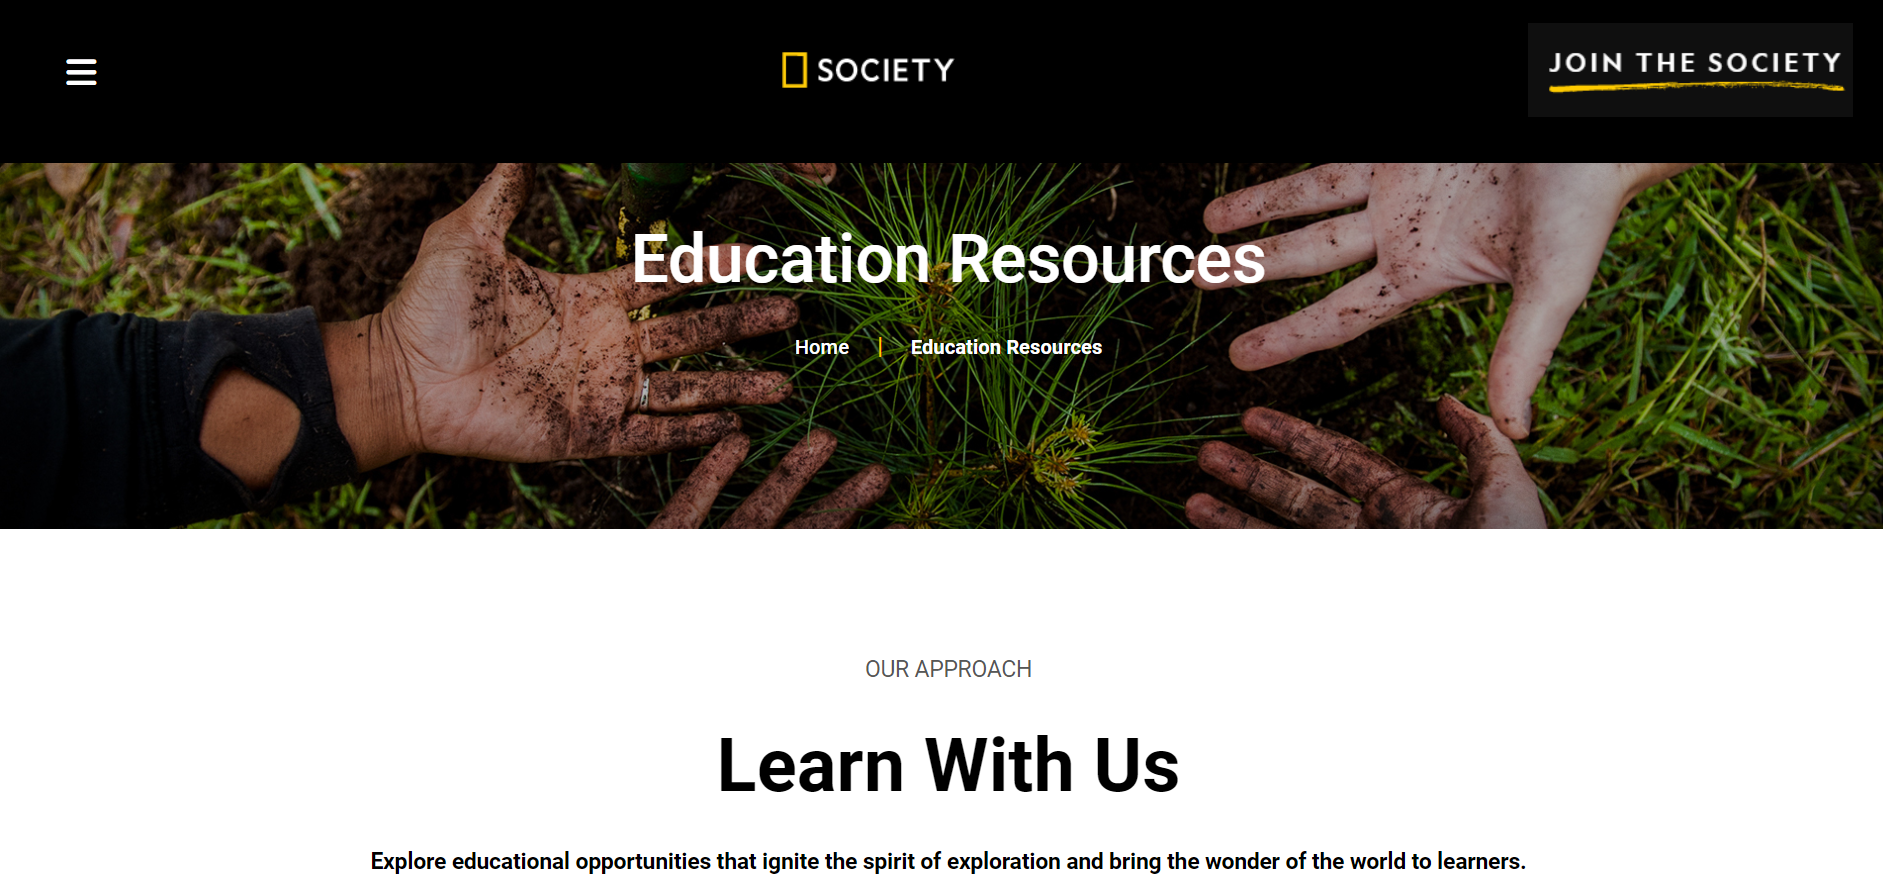 SOCIETY
JOIN THE SOCIETY
Education Resources
Home | Education Resources
OUR APPROACH
Learn With Us
Explore educational opportunities that ignite the spirit of exploration and bring the wonder of the world to learners.